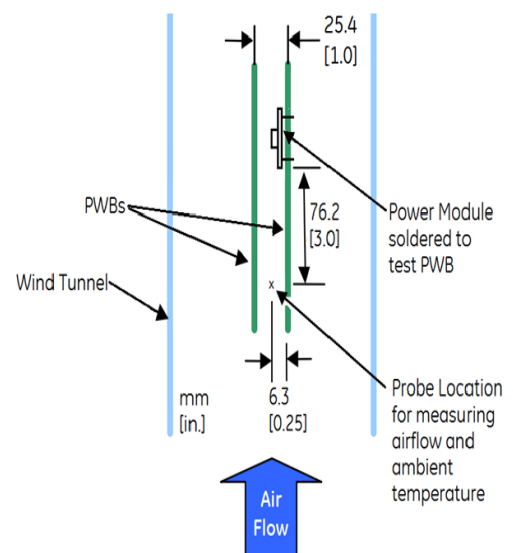 25.4
[1.0]
PWBs
76.2
[3.0]
Power Module
soldered to
test PWB
Wind Tunnel
x
mm
[in.]
6.3
[0.25]
Probe Location
for measuring
airflow and
ambient
temperature
Air
Flow